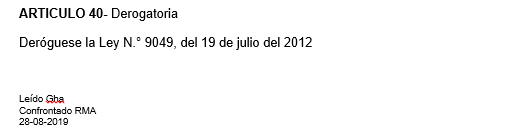 ARTICULO 40- Derogatoria
Deróguese la Ley N.° 9049, del 19 de julio del 2012
Leído Gha
Confrontado RMA
28-08-2019